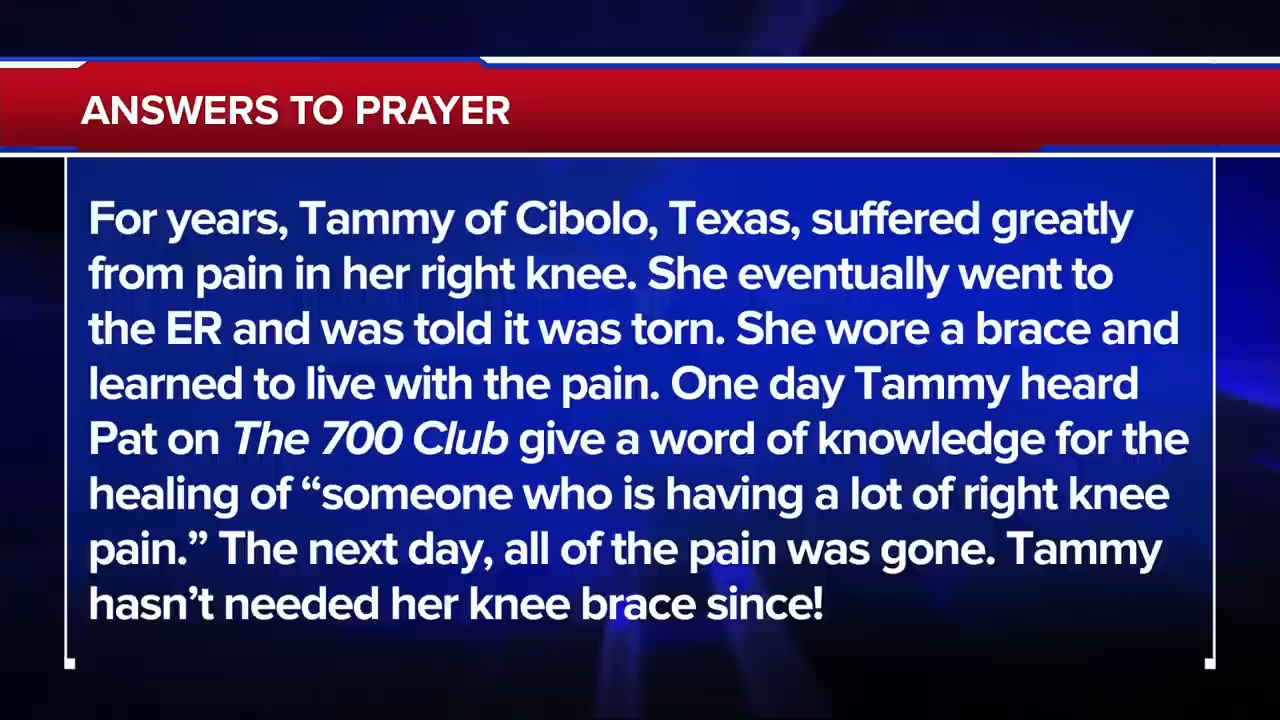 ANSWERS TO PRAYER
For years, Tammy of Cibolo, Texas, suffered greatly
from pain in her right knee. She eventually went to
the ER and was told it was torn. She wore a brace and
learned to live with the pain. One day Tammy heard
Pat on The 700 Club give a word of knowledge for the
healing of “someone who is having a lot of right knee
pain.” The next day, all of the pain was gone. Tammy
hasn’t needed her knee brace since!